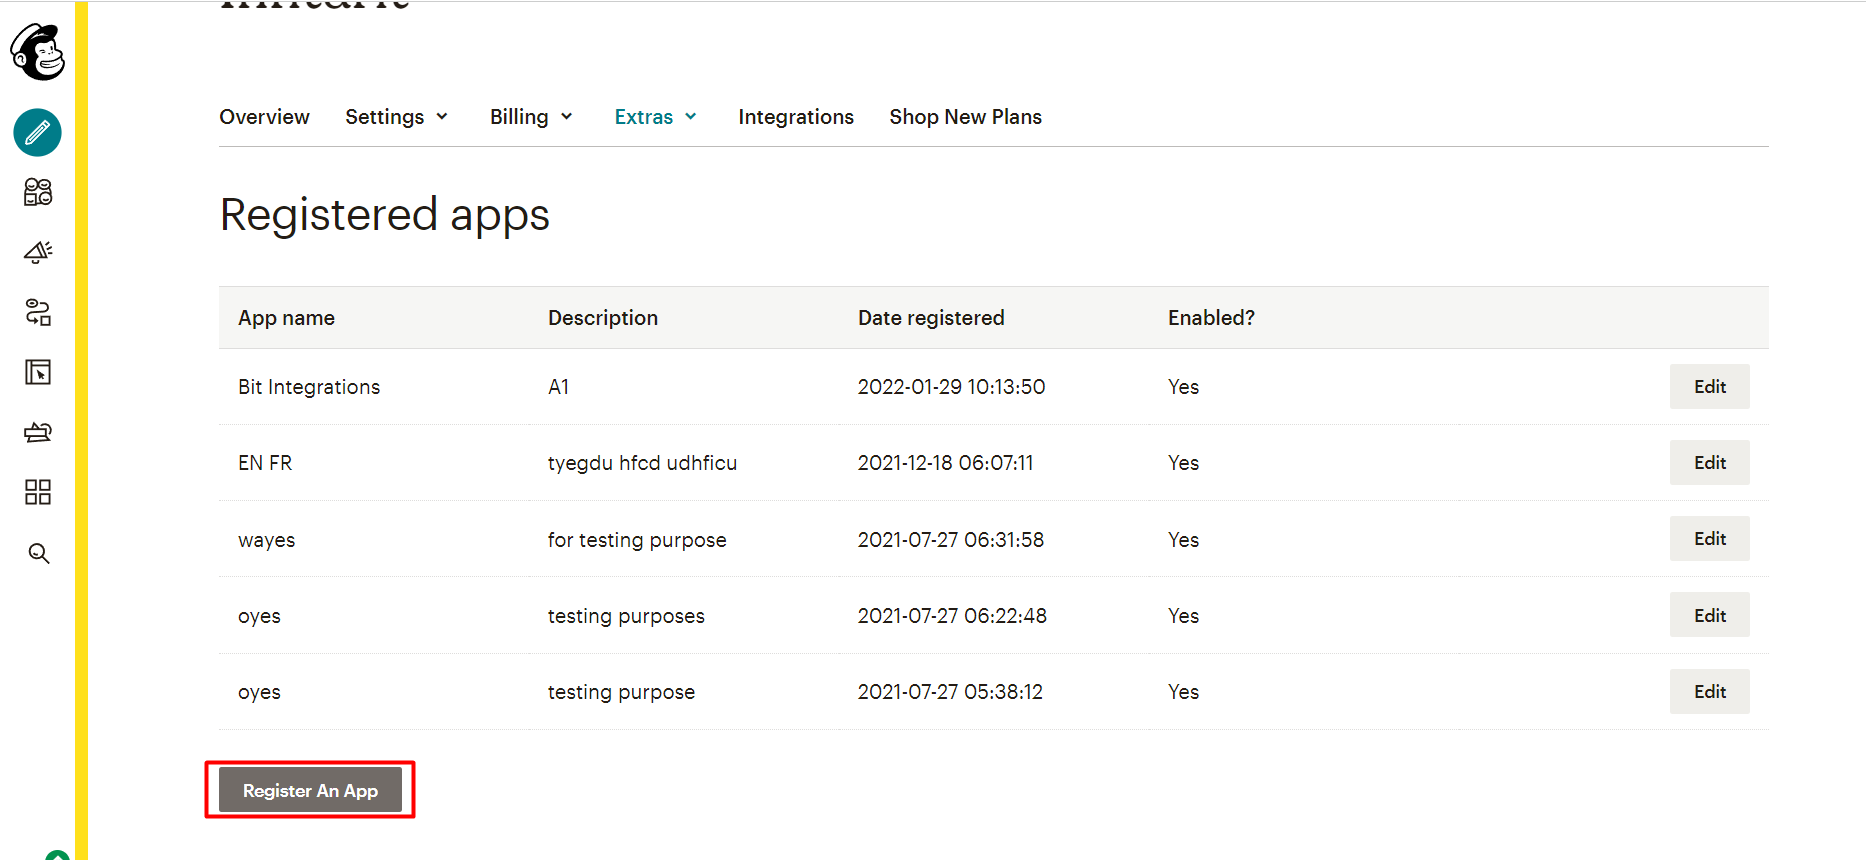 Overview Settings Billing Extras Integrations Shop New Plans
Registered apps
App name Description Date registered Enabled?
Bit Integrations A1 2022-01-29 10:13:50 Yes Edit
EN FR tyegdu hfcd udhficu 2021-12-18 06:07:11 Yes Edit
wayes for testing purpose 2021-07-27 06:31:58 Yes Edit
oyes testing purposes 2021-07-27 06:22:48 Yes Edit
oyes testing purpose 2021-07-27 05:38:12 Yes Edit
Register An App